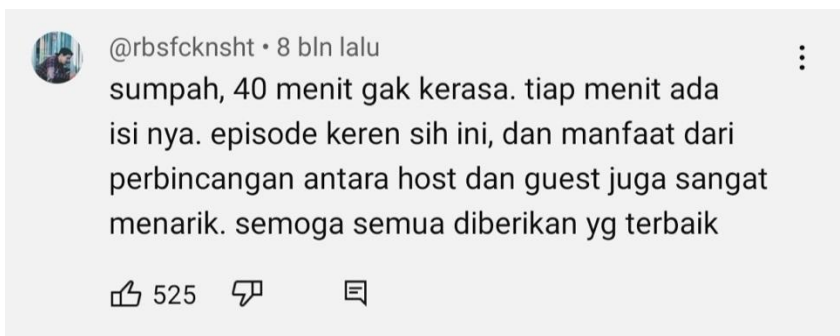 @rbsfcknsht • 8 bln lalu
sumpah, 40 menit gak kerasa. tiap menit ada
isi nya. episode keren sih ini, dan manfaat dari
perbincangan antara host dan guest juga sangat
menarik. semoga semua diberikan yg terbaik
525